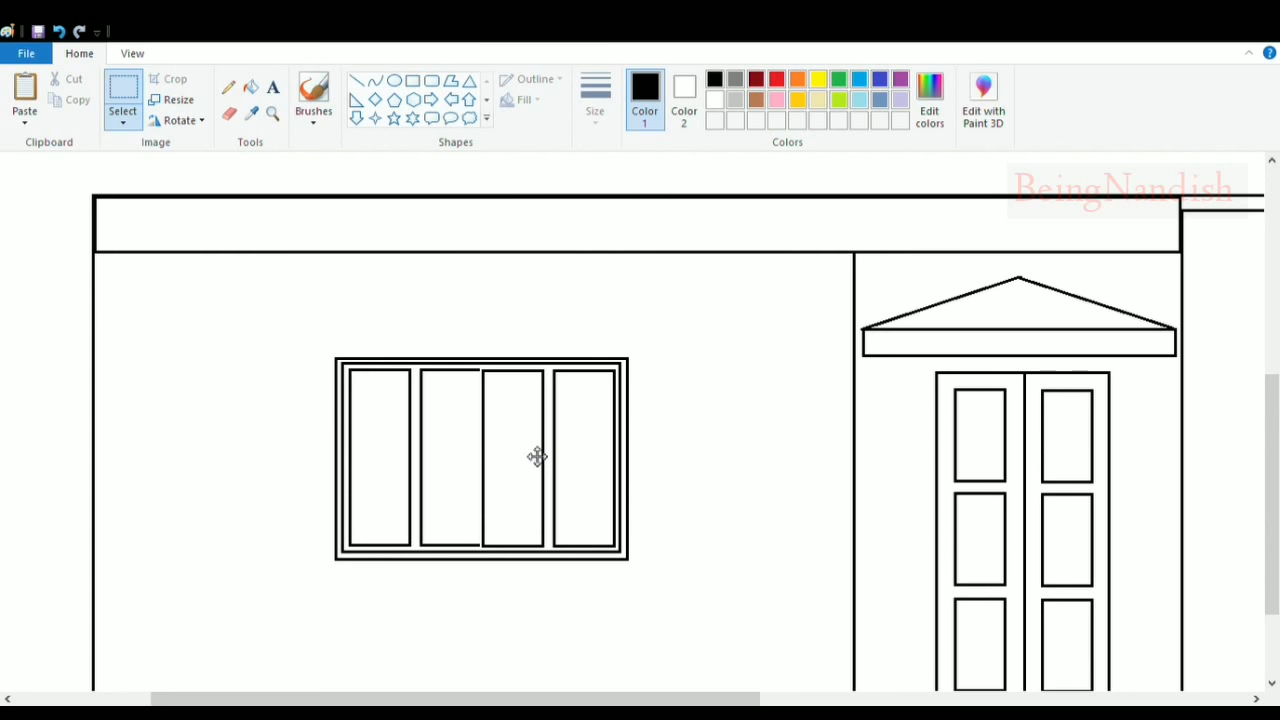 File Home View
Paste
Cut
Copy
Clipboard
Select
Crop
Resize
Rotate
Image
A
Tools
Brushes
Outline
Fill
Shapes
Size
Color
1
Color
2
Edit
colors
Colors
Edit with
Paint 3D
?
BeingNandish